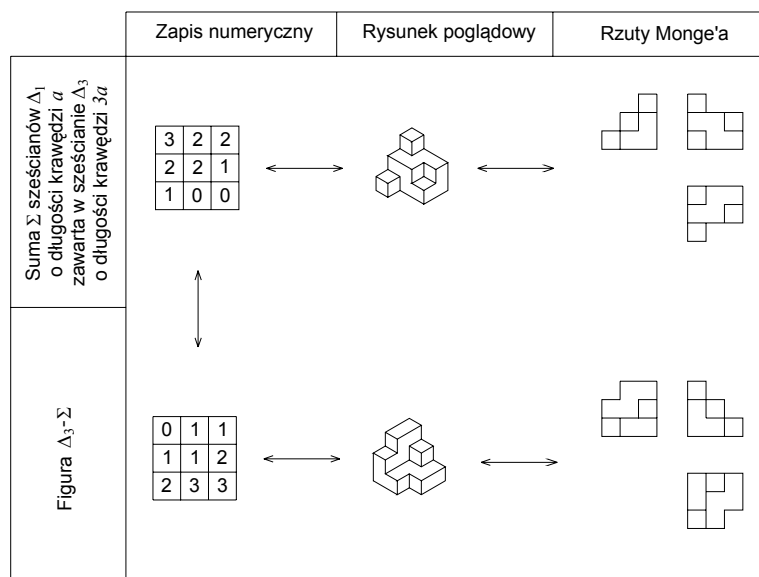 Zapis numeryczny
Rysunek poglądowy
Rzuty Monge'a
Suma Σ sześcianów Δ₁
o długości krawędzi a
zawarta w sześcianie Δ₃
o długości krawędzi 3a
3 2 2
2 2 1
1 0 0
Figura Δ₃-Σ
0 1 1
1 1 2
2 3 3